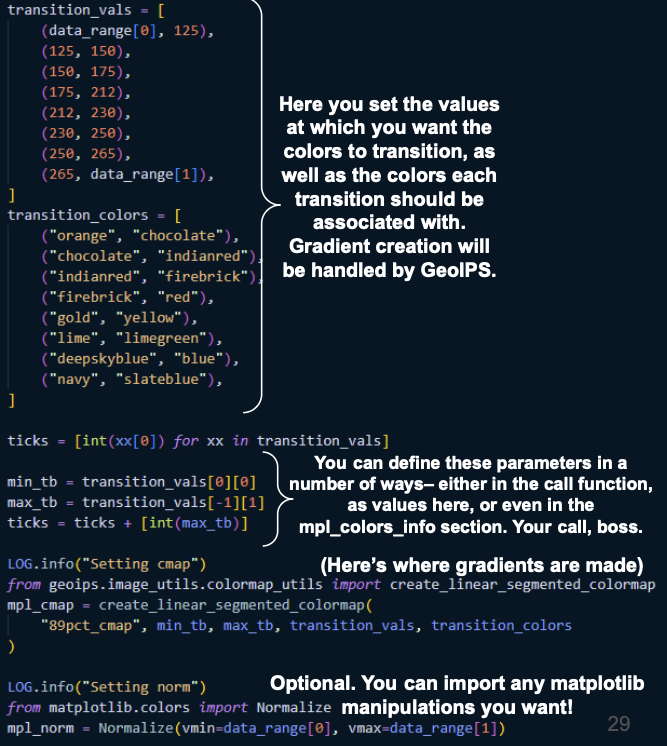 transition_vals = [
(data_range[0], 125),
(125, 150),
(150, 175),
(175, 212),
(212, 230),
(230, 250),
(250, 265),
(265, data_range[1]),
]
transition_colors = [
("orange", "chocolate"),
("chocolate", "indianred"),
("indianred", "firebrick"),
("firebrick", "red"),
("gold", "yellow"),
("lime", "limegreen"),
("deepskyblue", "blue"),
("navy", "slateblue"),
]
Here you set the values
at which you want the
colors to transition, as
well as the colors each
transition should be
associated with.
Gradient creation will
be handled by GeoIPS.
ticks = [int(xx[0]) for xx in transition_vals]
min_tb = transition_vals[0][0]
max_tb = transition_vals[-1][1]
ticks = ticks + [int(max_tb)]
You can define these parameters in a
number of ways– either in the call function,
as values here, or even in the
mpl_colors_info section. Your call, boss.
LOG.info("Setting cmap")
(Here’s where gradients are made)
from geoips.image_utils.colormap_utils import create_linear_segmented_colormap
mpl_cmap = create_linear_segmented_colormap(
"89pct_cmap", min_tb, max_tb, transition_vals, transition_colors
)
LOG.info("Setting norm")
from matplotlib.colors import Normalize
mpl_norm = Normalize(vmin=data_range[0], vmax=data_range[1])
Optional. You can import any matplotlib
manipulations you want!
29